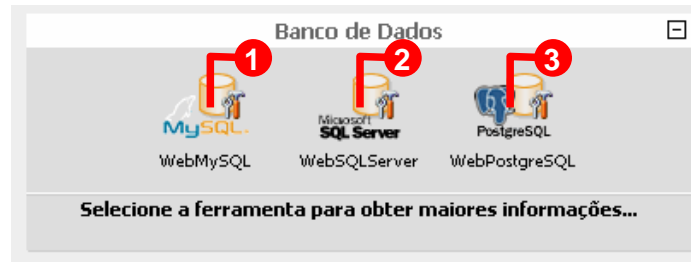 Banco de Dados
1 2 3
MySQL Microsoft SQL Server PostgreSQL
WebMySQL WebSQLServer WebPostgreSQL
Selecione a ferramenta para obter maiores informações...